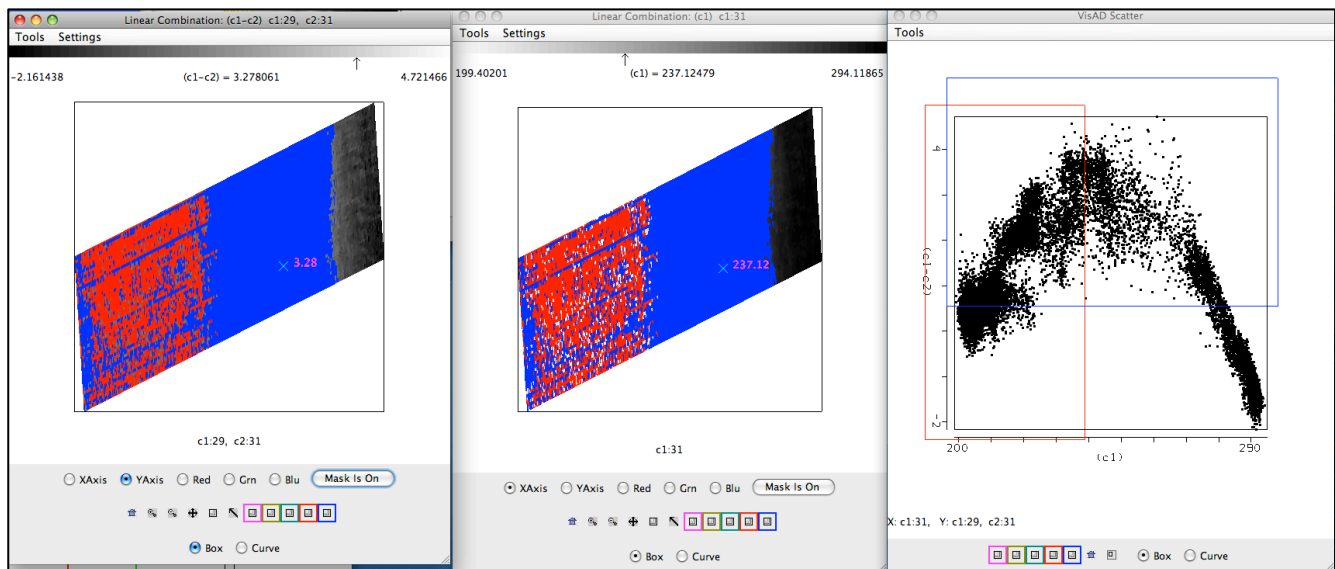 Linear Combination: (c1-c2) c1:29, c2:31
Tools Settings
-2.161438 (c1-c2) = 3.278061 4.721466
3.28
c1:29, c2:31
XAxis YAxis Red Grn Blu Mask Is On
Box Curve
Linear Combination: (c1) c1:31
Tools Settings
199.40201 (c1) = 237.12479 294.11865
237.12
c1:31
XAxis YAxis Red Grn Blu Mask Is On
Box Curve
VisAD Scatter
Tools
4
(c1-c2)
-2
200 290
(c1)
X: c1:31, Y: c1:29, c2:31
Box Curve